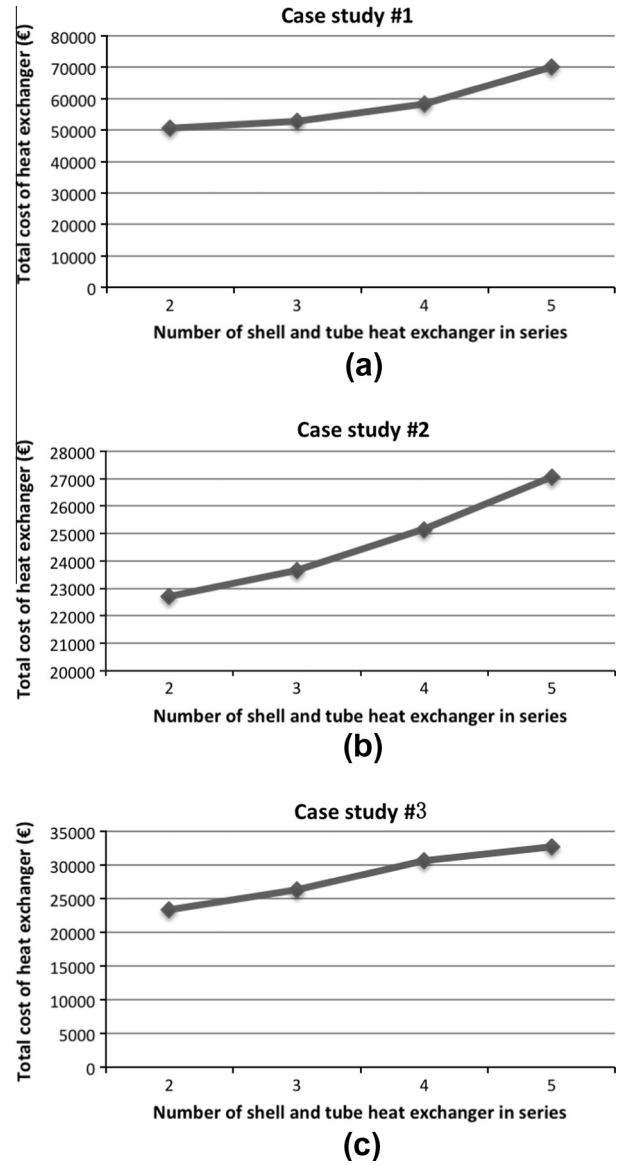 Case study #1
Total cost of heat exchanger (€)
80000
70000
60000
50000
40000
30000
20000
10000
0
2 3 4 5
Number of shell and tube heat exchanger in series
(a)
Case study #2
Total cost of heat exchanger (€)
28000
27000
26000
25000
24000
23000
22000
21000
20000
2 3 4 5
Number of shell and tube heat exchanger in series
(b)
Case study #3
Total cost of heat exchanger (€)
35000
30000
25000
20000
15000
10000
5000
0
2 3 4 5
Number of shell and tube heat exchanger in series
(c)